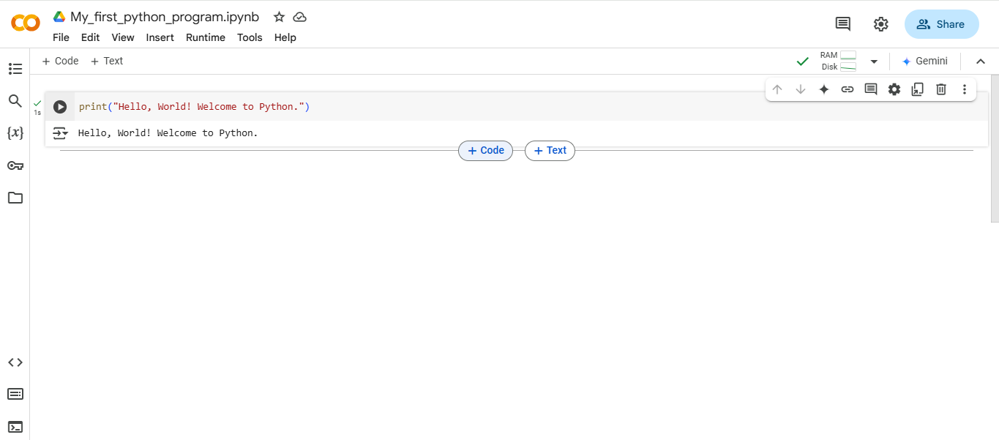 My_first_python_program.ipynb
File Edit View Insert Runtime Tools Help
Share
+ Code + Text
RAM
Disk
Gemini
{x}
1s
print("Hello, World! Welcome to Python.")
Hello, World! Welcome to Python.
+ Code + Text